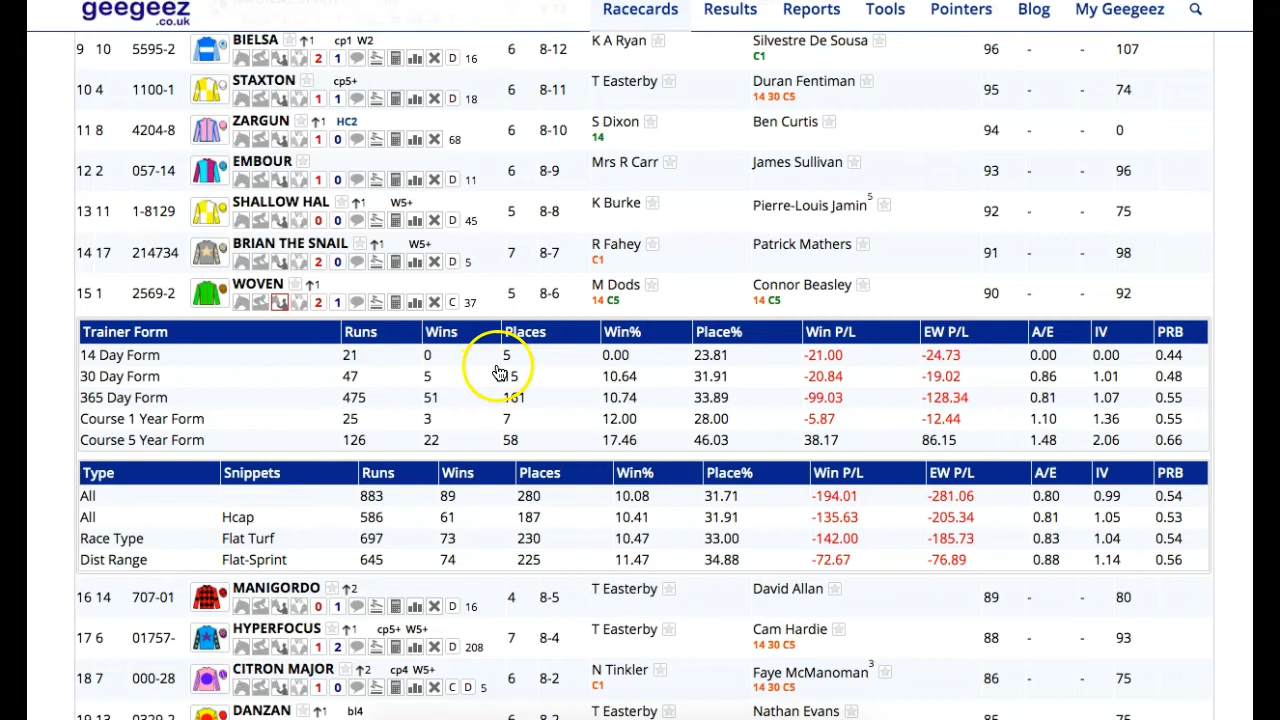 geegeez
.co.uk
Racecards Results Reports Tools Pointers Blog My Geegeez
9 10 5595-2 BIELSA ↑1 cp1 W2 6 8-12 K A Ryan Silvestre De Sousa 96 - - 107
2 1 D 16 C1
10 4 1100-1 STAXTON cp5+ 6 8-11 T Easterby Duran Fentiman 95 - - 74
1 1 D 18 14 30 C5
11 8 4204-8 ZARGUN ↑1 HC2 6 8-10 S Dixon Ben Curtis 94 - - 0
1 0 68 14
12 2 057-14 EMBOUR 6 8-9 Mrs R Carr James Sullivan 93 - - 96
1 0 D 11
13 11 1-8129 SHALLOW HAL ↑1 W5+ 5 8-8 K Burke Pierre-Louis Jamin 5 92 - - 75
0 0 D 45
14 17 214734 BRIAN THE SNAIL ↑1 W5+ 7 8-7 R Fahey Patrick Mathers 91 - - 98
2 0 D 5 C1
15 1 2569-2 WOVEN ↑1 5 8-6 M Dods Connor Beasley 90 - - 92
2 1 C 37 14 C5 14 C5
Trainer Form Runs Wins Places Win% Place% Win P/L EW P/L A/E IV PRB
14 Day Form 21 0 5 0.00 23.81 -21.00 -24.73 0.00 0.00 0.44
30 Day Form 47 5 15 10.64 31.91 -20.84 -19.02 0.86 1.01 0.48
365 Day Form 475 51 161 10.74 33.89 -99.03 -128.34 0.81 1.07 0.55
Course 1 Year Form 25 3 7 12.00 28.00 -5.87 -12.44 1.10 1.36 0.55
Course 5 Year Form 126 22 58 17.46 46.03 38.17 86.15 1.48 2.06 0.66
Type Snippets Runs Wins Places Win% Place% Win P/L EW P/L A/E IV PRB
All 883 89 280 10.08 31.71 -194.01 -281.06 0.80 0.99 0.54
All Hcap 586 61 187 10.41 31.91 -135.63 -205.34 0.81 1.05 0.53
Race Type Flat Turf 697 73 230 10.47 33.00 -142.00 -185.73 0.83 1.04 0.54
Dist Range Flat-Sprint 645 74 225 11.47 34.88 -72.67 -76.89 0.88 1.14 0.56
16 14 707-01 MANIGORDO ↑2 4 8-5 T Easterby David Allan 89 - - 80
0 1 D 16
17 6 01757- HYPERFOCUS ↑1 cp5+ W5+ 7 8-4 T Easterby Cam Hardie 88 - - 93
1 2 D 208 14 30 C5
18 7 000-28 CITRON MAJOR ↑2 cp4 W5+ 6 8-2 N Tinkler Faye McManoman 3 86 - - 75
1 0 C D 5 C1 14 30 C5
DANZAN ↑1 bl4 T Easterby Nathan Evans